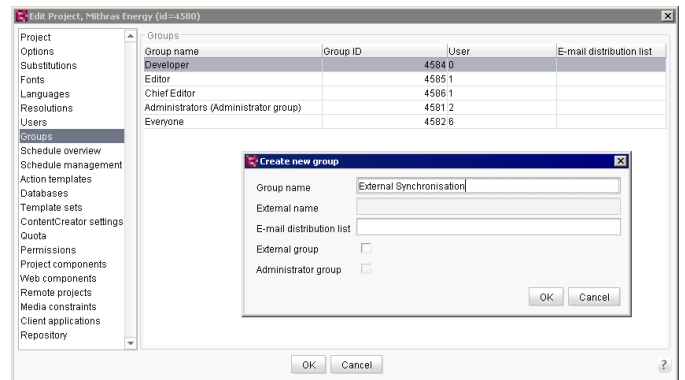 Edit Project, Mithras Energy (id=4580)
Project
Options
Substitutions
Fonts
Languages
Resolutions
Users
Groups
Schedule overview
Schedule management
Action templates
Databases
Template sets
ContentCreator settings
Quota
Permissions
Project components
Web components
Remote projects
Media constraints
Client applications
Repository
Groups
Group name Group ID User E-mail distribution list
Developer 4584 0
Editor 4585 1
Chief Editor 4586 1
Administrators (Administrator group) 4581 2
Everyone 4582 6
Create new group
Group name External Synchronisation
External name
E-mail distribution list
External group
Administrator group
OK Cancel
OK Cancel ?